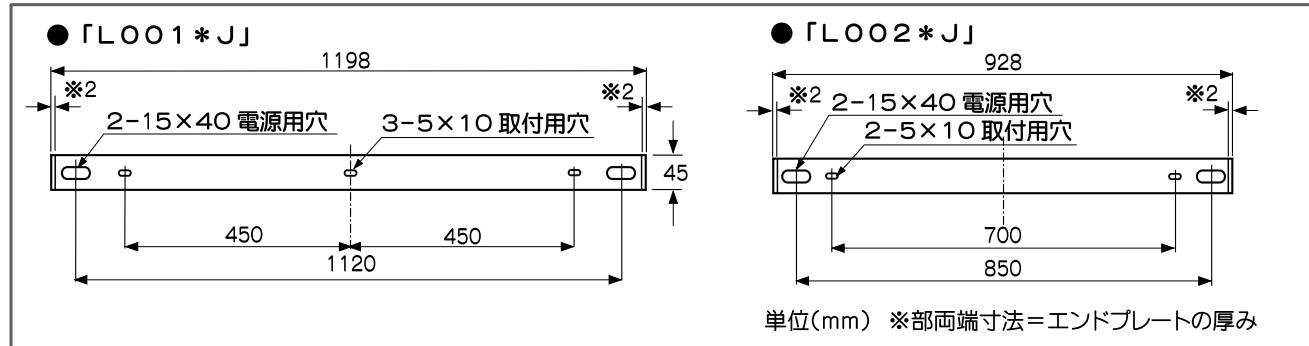 ●「L001＊J」
1198
※2
※2
2-15×40 電源用穴
3-5×10 取付用穴
45
450
450
1120
●「L002＊J」
928
※2
※2
2-15×40 電源用穴
2-5×10 取付用穴
700
850
単位(mm) ※部両端寸法＝エンドプレートの厚み